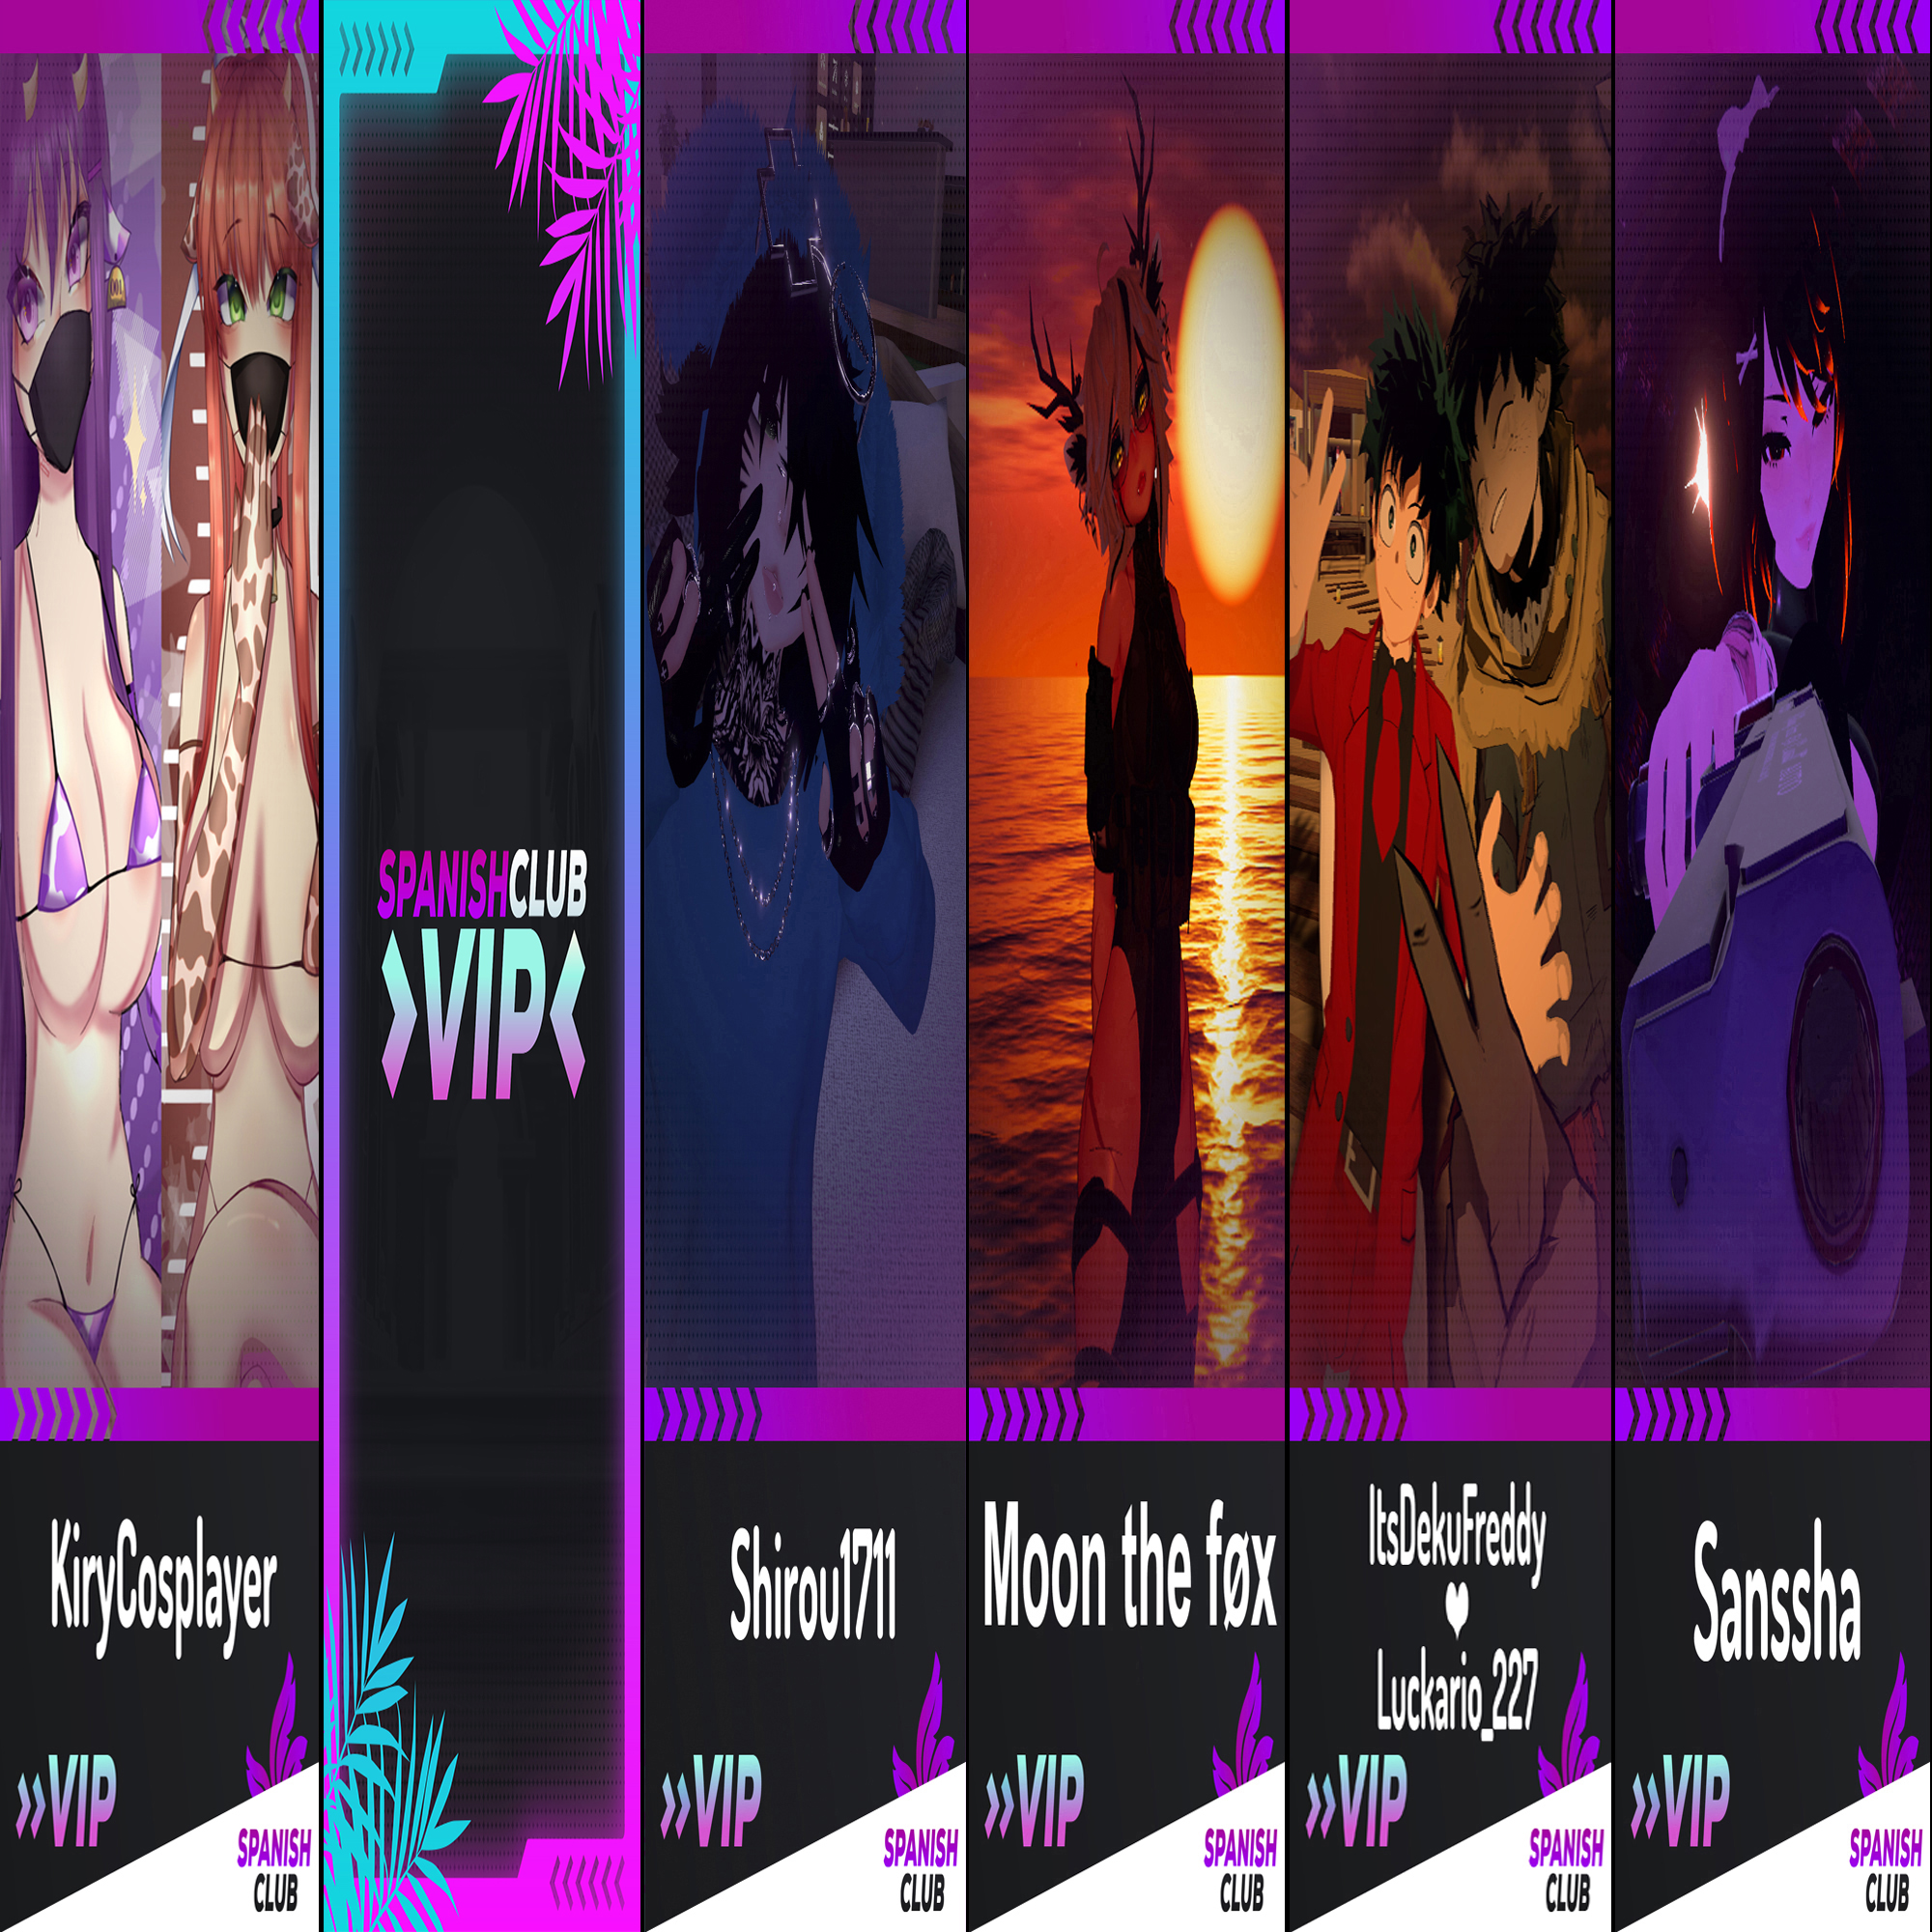 KiryCosplayer
VIP
SPANISH
CLUB
SPANISHCLUB
VIP
Shirou1711
VIP
SPANISH
CLUB
Moon the føx
VIP
SPANISH
CLUB
ItsDekuFreddy
Luckario_227
VIP
SPANISH
CLUB
Sanssha
VIP
SPANISH
CLUB